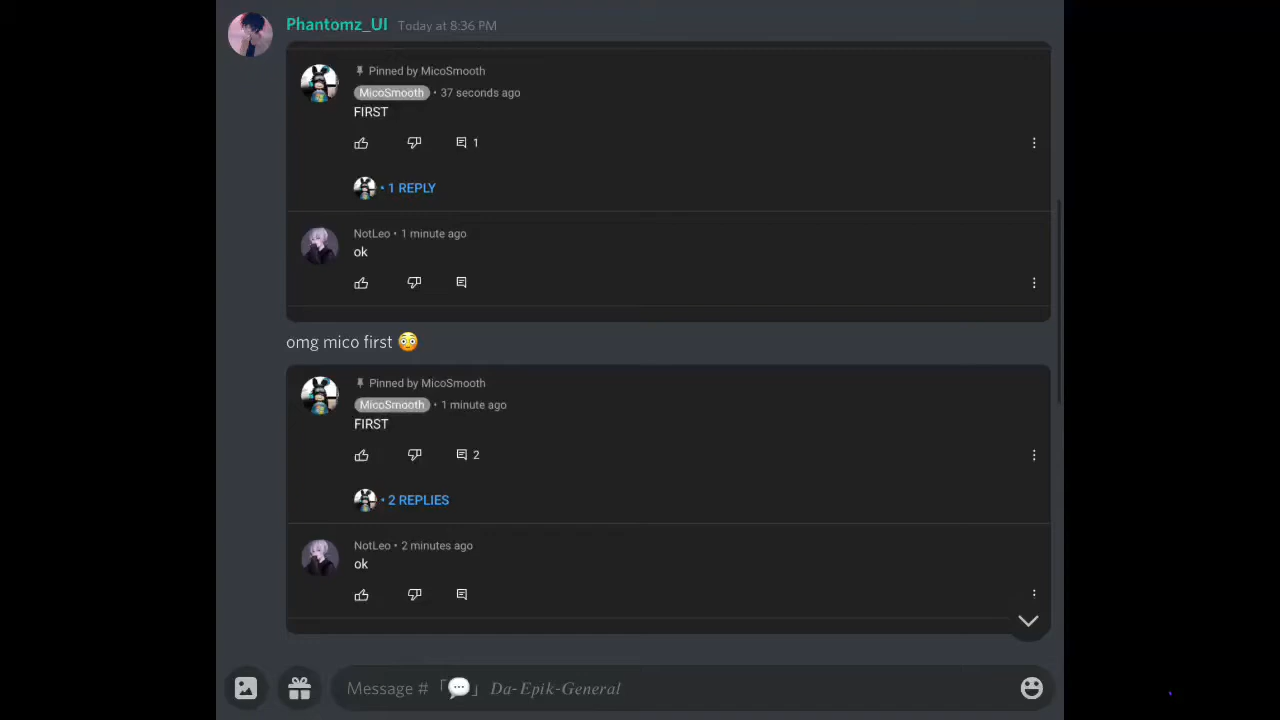 Phantomz_UI Today at 8:36 PM
Pinned by MicoSmooth
MicoSmooth • 37 seconds ago
FIRST
1
• 1 REPLY
NotLeo • 1 minute ago
ok
omg mico first 😳
Pinned by MicoSmooth
MicoSmooth • 1 minute ago
FIRST
2
• 2 REPLIES
NotLeo • 2 minutes ago
ok
Message #「💬」 Da-Epik-General